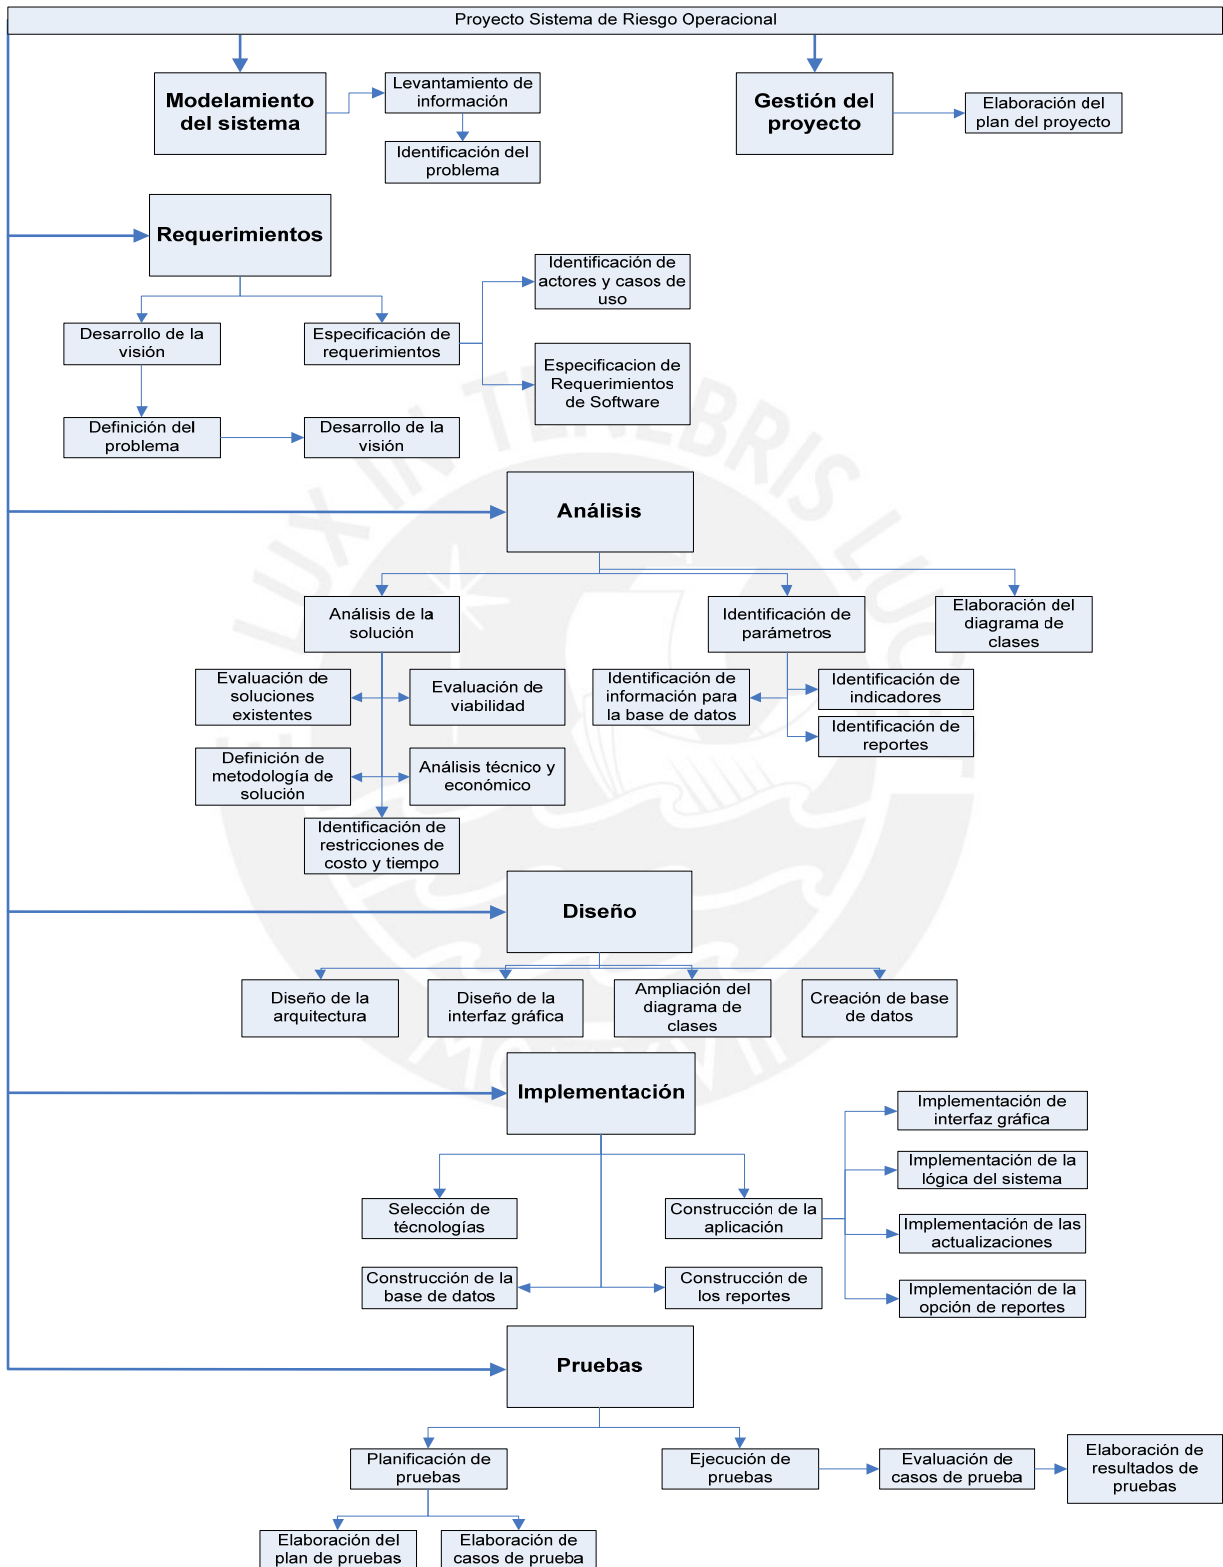 Proyecto Sistema de Riesgo Operacional
Modelamiento
del sistema
Levantamiento de
información
Identificación del
problema
Gestión del
proyecto
Elaboración del
plan del proyecto
Requerimientos
Desarrollo de la
visión
Especificación de
requerimientos
Identificación de
actores y casos de
uso
Especificacion de
Requerimientos
de Software
Definición del
problema
Desarrollo de la
visión
Análisis
Análisis de la
solución
Identificación de
parámetros
Elaboración del
diagrama de
clases
Evaluación de
soluciones
existentes
Evaluación de
viabilidad
Identificación de
información para
la base de datos
Identificación de
indicadores
Identificación de
reportes
Definición de
metodología de
solución
Análisis técnico y
económico
Identificación de
restricciones de
costo y tiempo
Diseño
Diseño de la
arquitectura
Diseño de la
interfaz gráfica
Ampliación del
diagrama de
clases
Creación de base
de datos
Implementación
Selección de
técnologías
Construcción de la
aplicación
Implementación de
interfaz gráfica
Implementación de la
lógica del sistema
Implementación de las
actualizaciones
Implementación de la
opción de reportes
Construcción de la
base de datos
Construcción de
los reportes
Pruebas
Planificación de
pruebas
Ejecución de
pruebas
Evaluación de
casos de prueba
Elaboración de
resultados de
pruebas
Elaboración del
plan de pruebas
Elaboración de
casos de prueba
LUX IN TENEBRIS